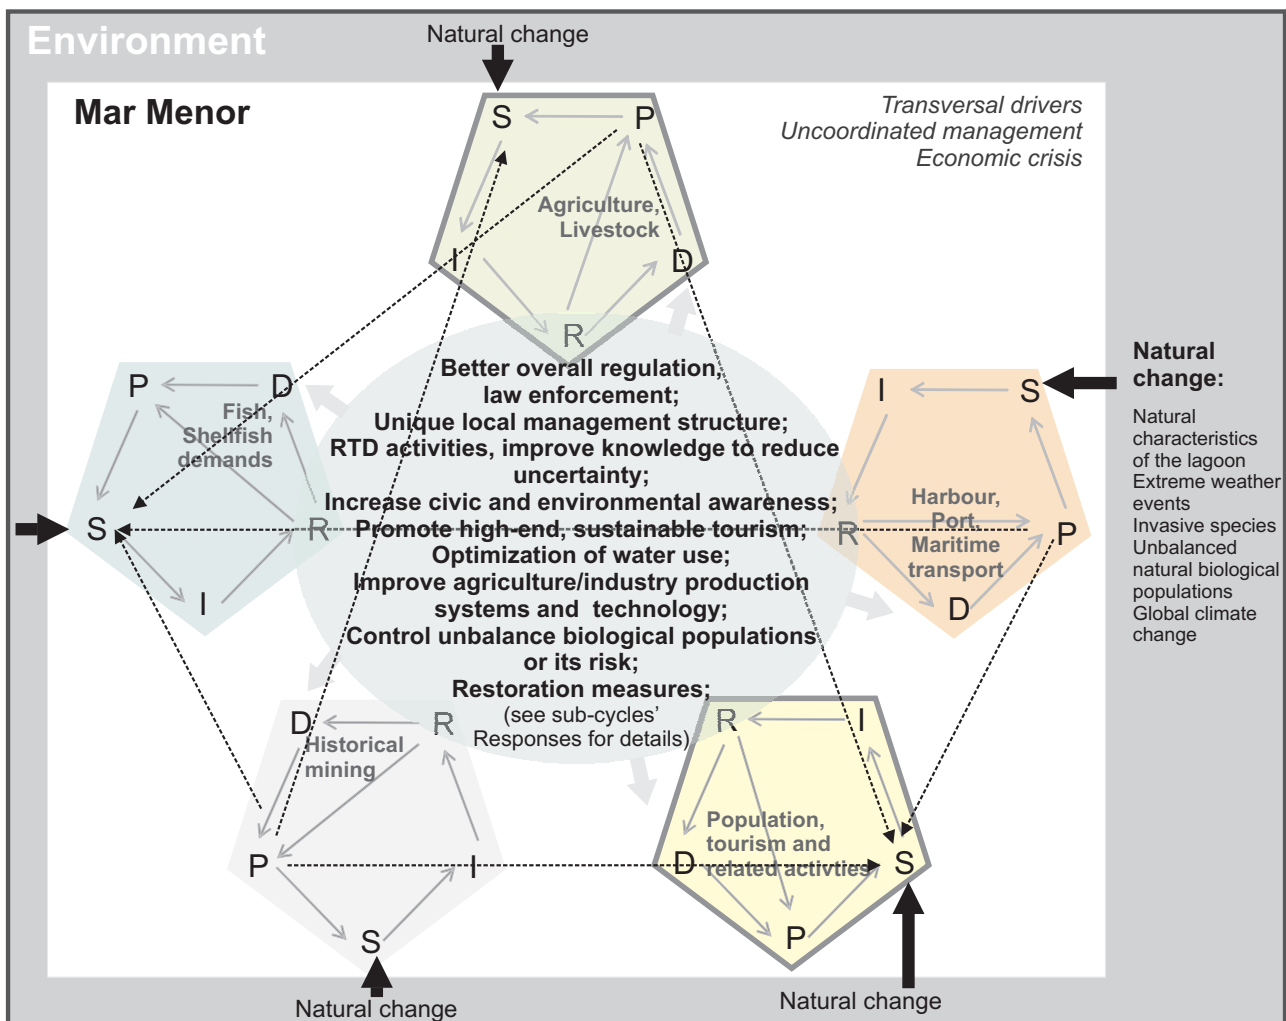 Environment
Natural change
Mar Menor
Transversal drivers
Uncoordinated management
Economic crisis
S
P
Agriculture,
Livestock
I
D
R
P
D
Fish,
Shellfish
demands
S
R
I
I
S
Harbour,
Port,
Maritime
transport
R
P
D
Natural
change:
Natural
characteristics
of the lagoon
Extreme weather
events
Invasive species
Unbalanced
natural biological
populations
Global climate
change
Better overall regulation,
law enforcement;
Unique local management structure;
RTD activities, improve knowledge to reduce
uncertainty;
Increase civic and environmental awareness;
Promote high-end, sustainable tourism;
Optimization of water use;
Improve agriculture/industry production
systems and technology;
Control unbalance biological populations
or its risk;
Restoration measures;
(see sub-cycles'
Responses for details)
D
R
Historical
mining
P
I
S
R
I
Population,
tourism and
related activties
D
S
P
Natural change
Natural change